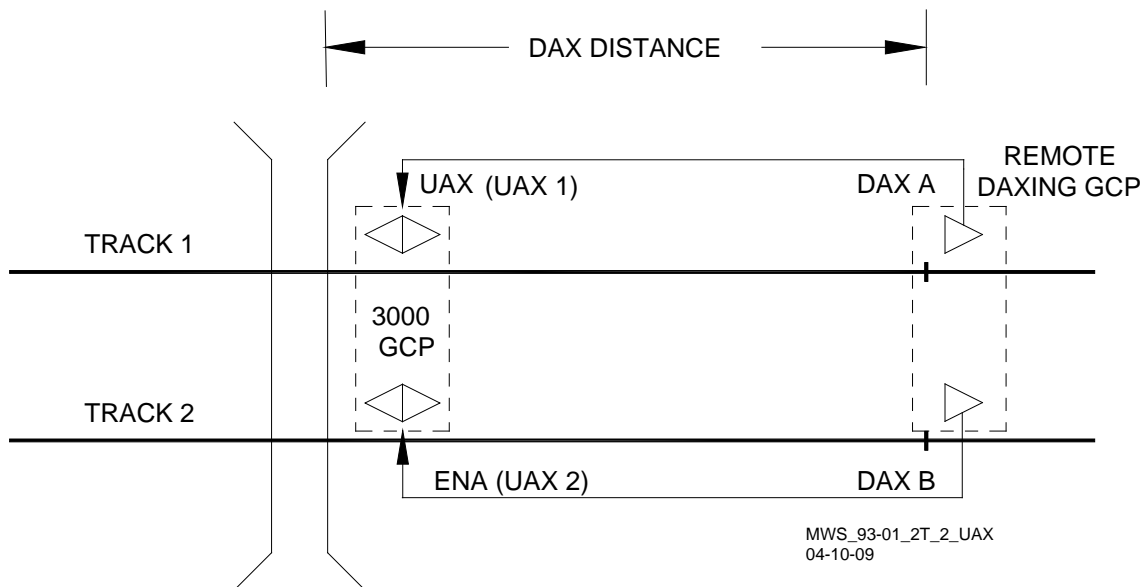 DAX DISTANCE
REMOTE
DAXING GCP
UAX (UAX 1)
DAX A
TRACK 1
3000
GCP
TRACK 2
ENA (UAX 2)
DAX B
MWS_93-01_2T_2_UAX
04-10-09